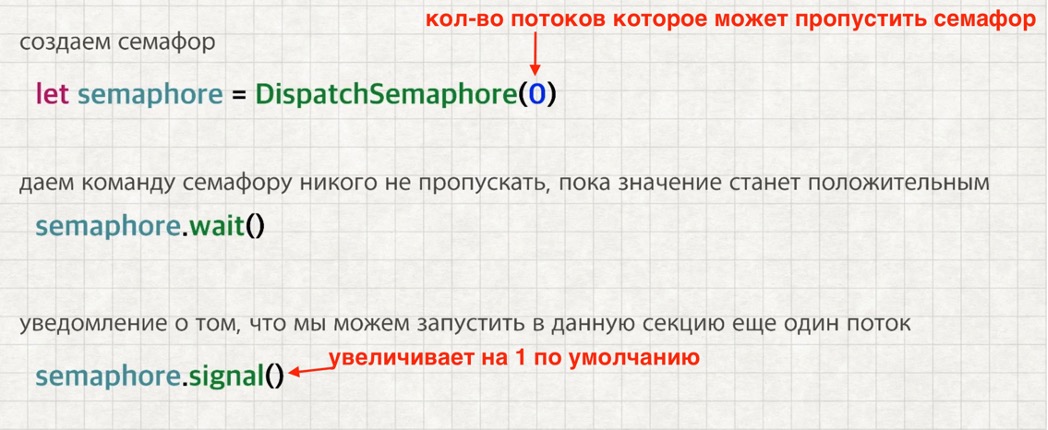 кол-во потоков которое может пропустить семафор
создаем семафор
let semaphore = DispatchSemaphore(0)
даем команду семафору никого не пропускать, пока значение станет положительным
semaphore.wait()
уведомление о том, что мы можем запустить в данную секцию еще один поток
увеличивает на 1 по умолчанию
semaphore.signal()